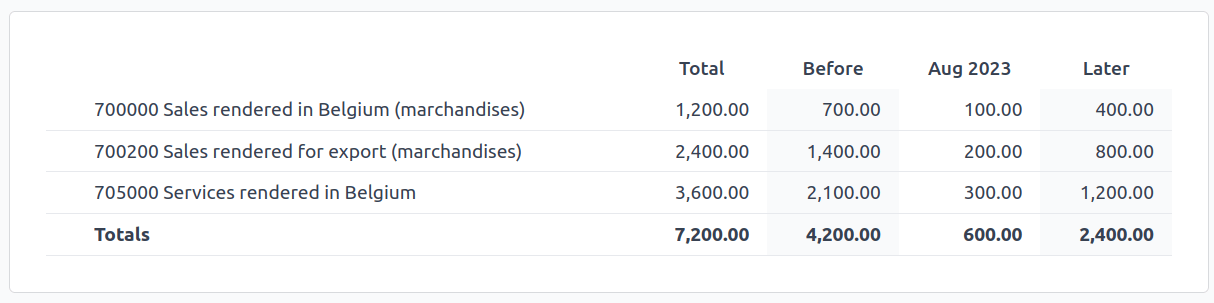 Total Before Aug 2023 Later
700000 Sales rendered in Belgium (marchandises) 1,200.00 700.00 100.00 400.00
700200 Sales rendered for export (marchandises) 2,400.00 1,400.00 200.00 800.00
705000 Services rendered in Belgium 3,600.00 2,100.00 300.00 1,200.00
Totals 7,200.00 4,200.00 600.00 2,400.00